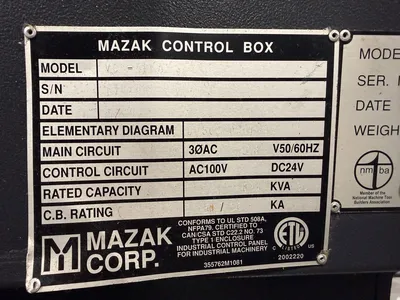 MAZAK CONTROL BOX
MODEL
S/N
DATE
ELEMENTARY DIAGRAM
MAIN CIRCUIT 3ØAC V50/60HZ
CONTROL CIRCUIT AC100V DC24V
RATED CAPACITY KVA
C.B. RATING KA
M MAZAK CORP.
CONFORMS TO UL STD 508A,
NFPA79, CERTIFIED TO
CAN/CSA STD C22.2 NO. 73
TYPE 1 ENCLOSURE
INDUSTRIAL CONTROL PANEL
FOR INDUSTRIAL MACHINERY
355762M1081
ETL
LISTED
C US
2002220
MODE
SER.
DATE
WEIGH
nmtba
Member of the
National Machine Tool
Builders Association